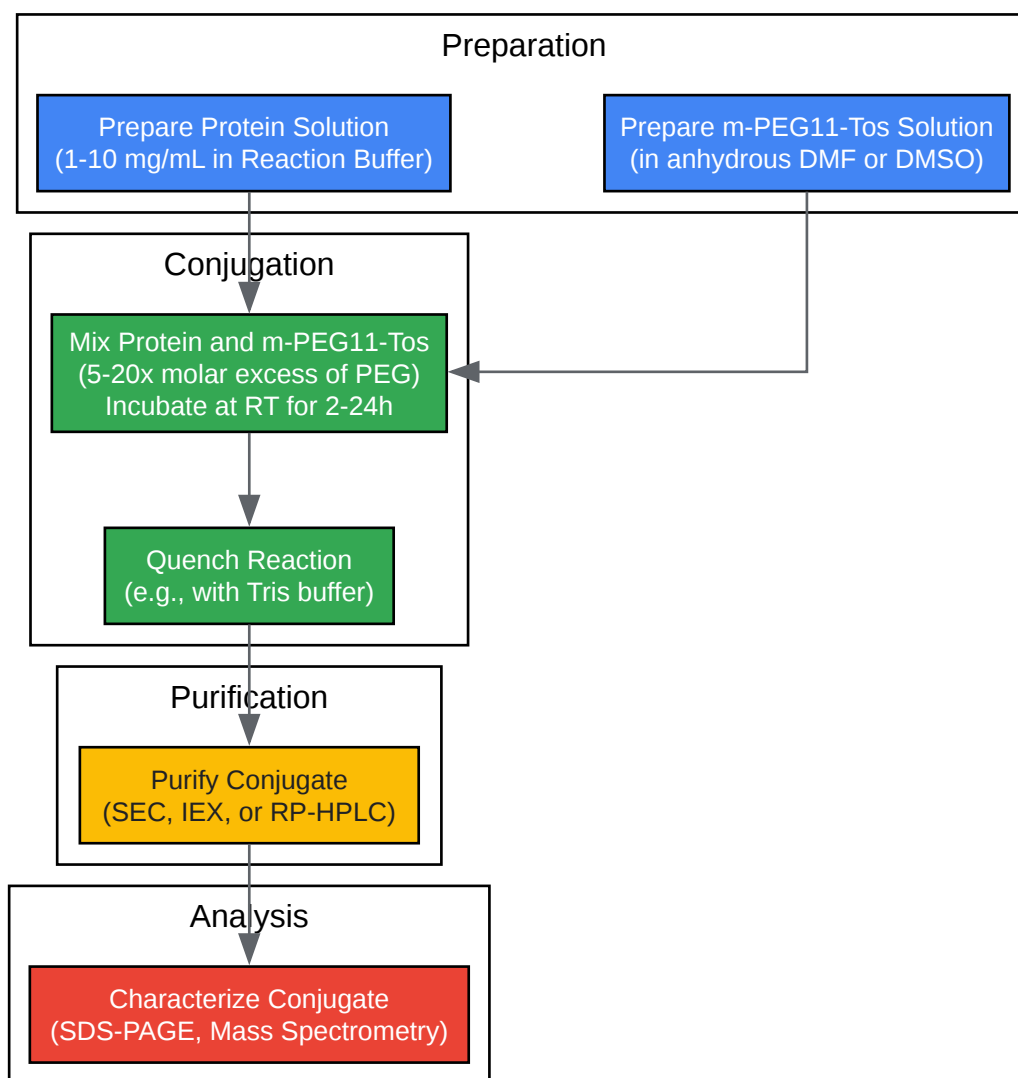 Preparation
Prepare Protein Solution
(1-10 mg/mL in Reaction Buffer)
Prepare m-PEG11-Tos Solution
(in anhydrous DMF or DMSO)
Conjugation
Mix Protein and m-PEG11-Tos
(5-20x molar excess of PEG)
Incubate at RT for 2-24h
Quench Reaction
(e.g., with Tris buffer)
Purification
Purify Conjugate
(SEC, IEX, or RP-HPLC)
Analysis
Characterize Conjugate
(SDS-PAGE, Mass Spectrometry)